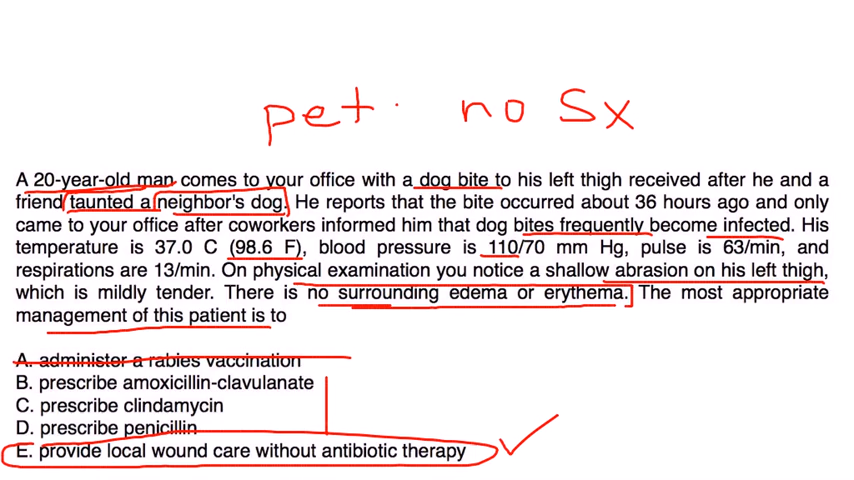 pet. no Sx
A 20-year-old man comes to your office with a dog bite to his left thigh received after he and a
friend taunted a neighbor's dog. He reports that the bite occurred about 36 hours ago and only
came to your office after coworkers informed him that dog bites frequently become infected. His
temperature is 37.0 C (98.6 F), blood pressure is 110/70 mm Hg, pulse is 63/min, and
respirations are 13/min. On physical examination you notice a shallow abrasion on his left thigh,
which is mildly tender. There is no surrounding edema or erythema. The most appropriate
management of this patient is to
A. administer a rabies vaccination
B. prescribe amoxicillin-clavulanate
C. prescribe clindamycin
D. prescribe penicillin
E. provide local wound care without antibiotic therapy